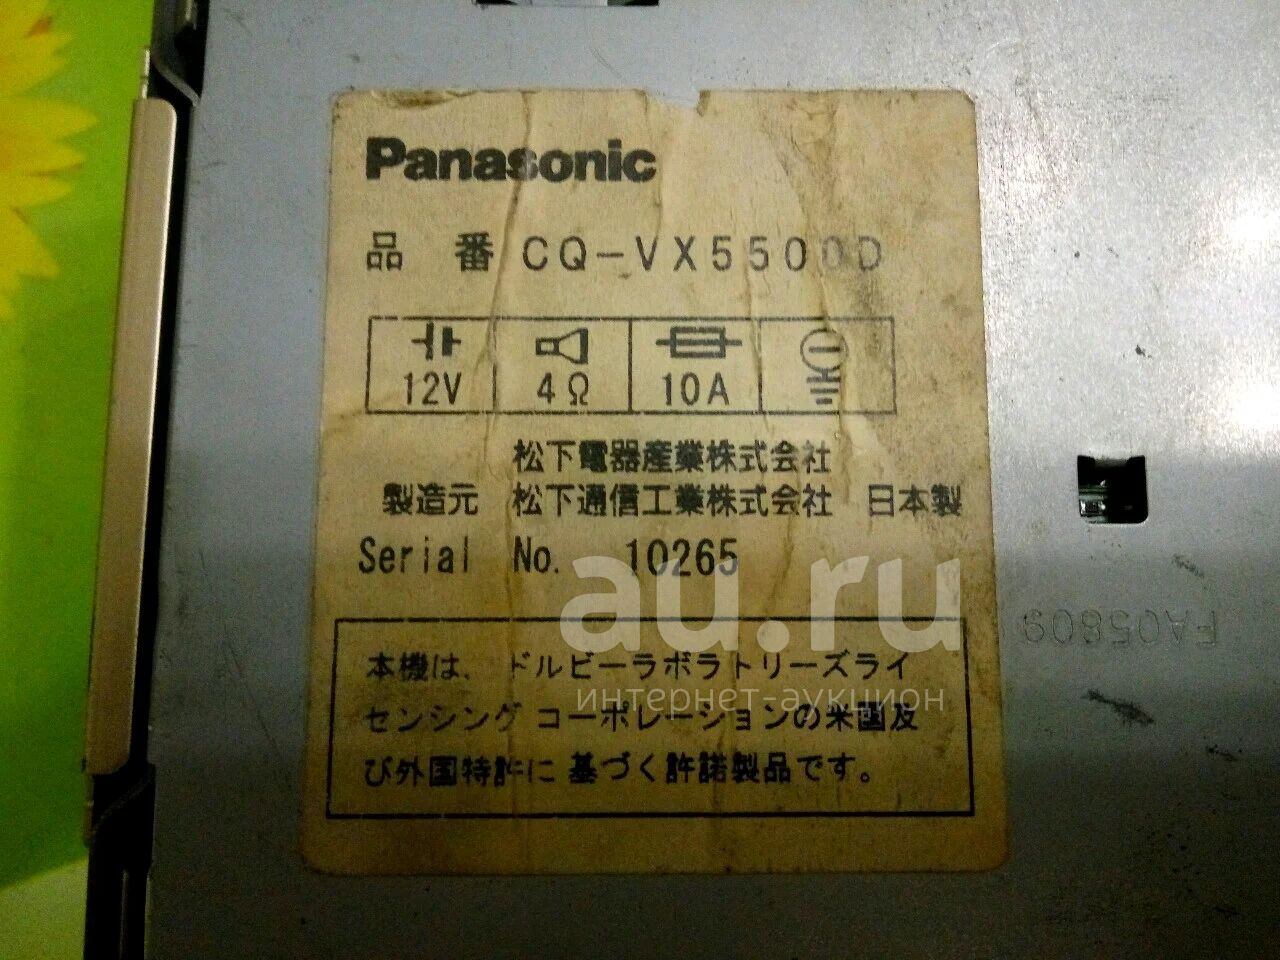 Panasonic
品 番 CQ-VX5500D
12V 4Ω 10A
松下電器産業株式会社
製造元 松下通信工業株式会社 日本製
Serial No. 10265
au.ru
интернет-аукцион
本機は、ドルビーラボラトリーズライ
センシング コーポレーションの米国及
び外国特許に 基づく許諾製品です。
FA05809